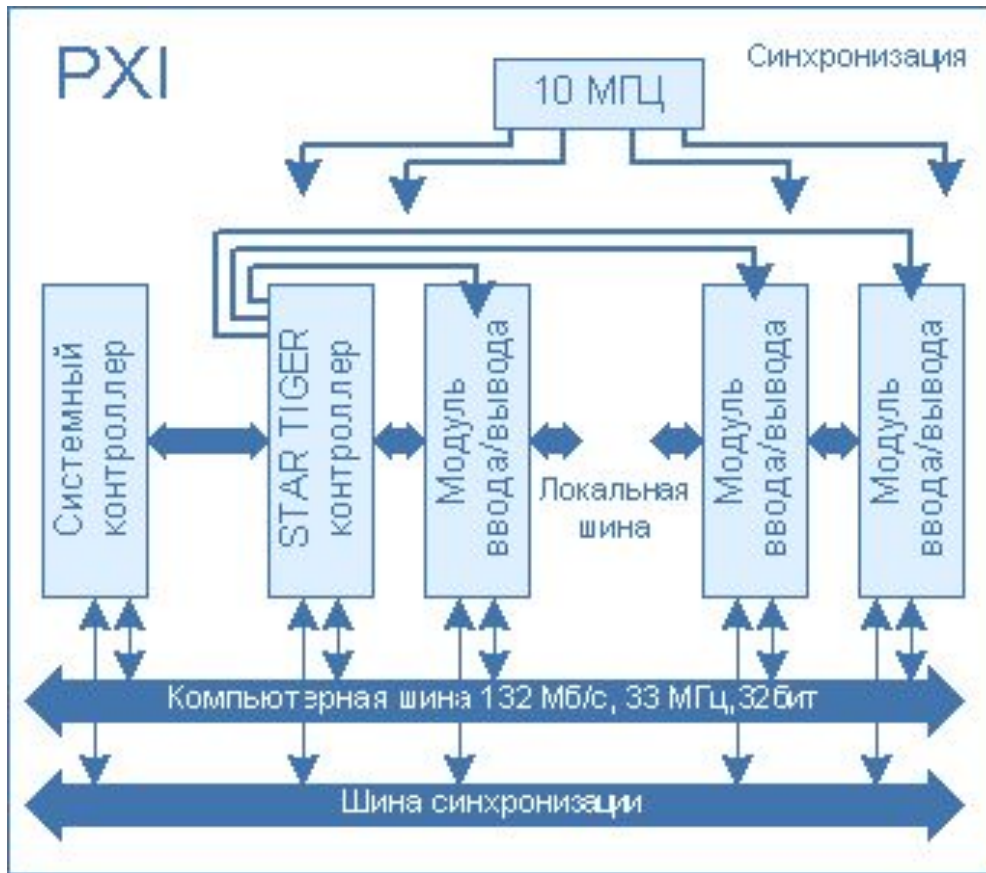 PXI
Синхронизация
10 МГЦ
Системный
контроллер
STAR TIGER
контроллер
Модуль
ввода/вывода
Модуль
ввода/вывода
Модуль
ввода/вывода
Локальная
шина
Компьютерная шина 132 Мб/с, 33 МГц,32бит
Шина синхронизации